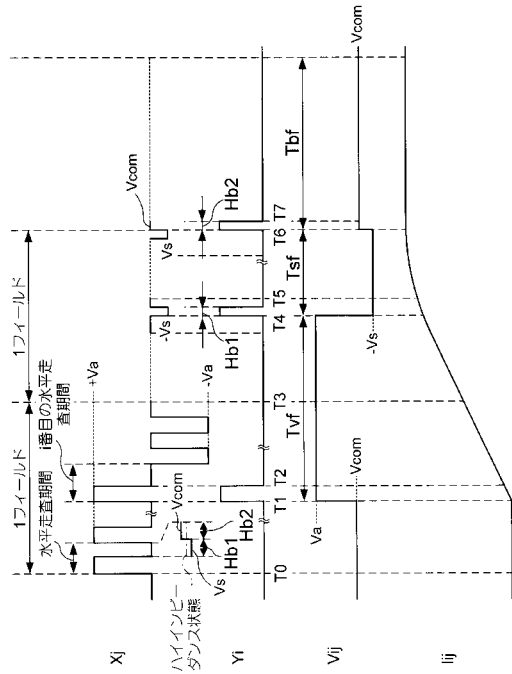 1フィールド
1フィールド
水平走査期間
i番目の水平走
査期間
+Va
Vcom
Xj
-Va
-Vs
Vs
ハイインピー
ダンス状態
Vcom
Vs
Hb1
Hb2
Hb1
Hb2
Yi
T0
T1
T2
T3
T4
T5
T6
T7
Tvf
Tsf
Tbf
Va
Vcom
-Vs
Vcom
Vij
Iij